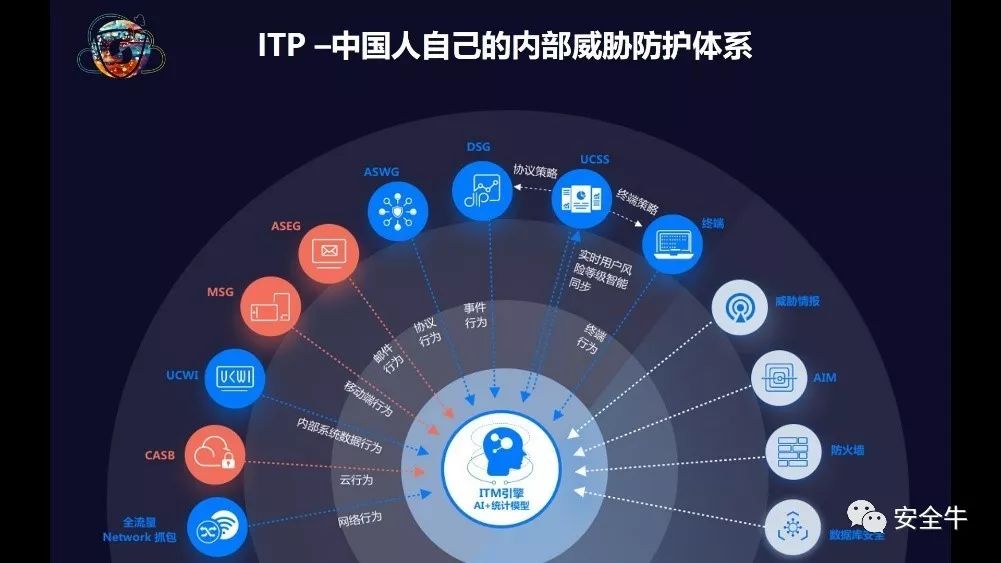 ITP –中国人自己的内部威胁防护体系
DSG
UCSS
协议策略
终端策略
ASWG
终端
ASEG
实时用户风
险等级智能
同步
MSG
威胁情报
事件
行为
协议
行为
终端
行为
邮件
行为
UCWI
UCWI
移动端行为
AIM
内部系统数据行为
CASB
云行为
防火墙
ITM引擎
AI+统计模型
全流量
Network 抓包
网络行为
数据库安全
安全牛
dlp